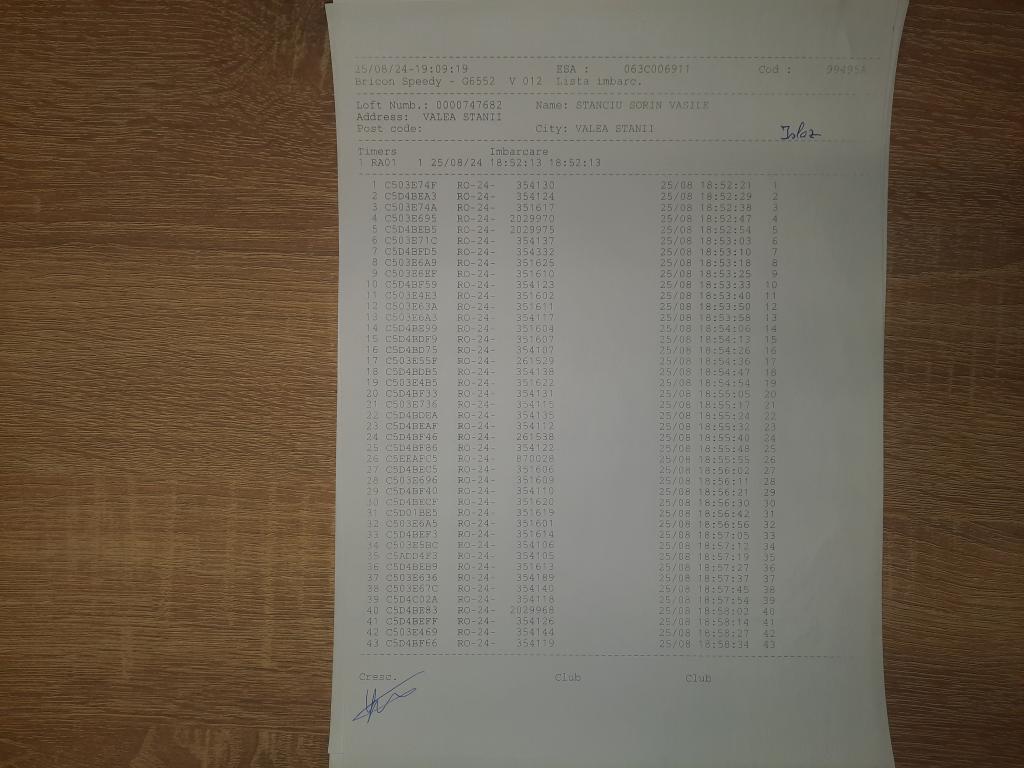 25/08/24-19:09:19 ESA : 063C006911 Cod : 99495A
Bricon Speedy - G6552 V 012 Lista imbarc.
Loft Numb.: 0000747682 Name: STANCIU SORIN VASILE
Address: VALEA STANII
Post code: City: VALEA STANII
Islaz
Timers Imbarcare
1 RA01 1 25/08/24 18:52:13 18:52:13
1 C503E74F RO-24- 354130 25/08 18:52:21 1
2 C5D4BEA3 RO-24- 354124 25/08 18:52:29 2
3 C503E74A RO-24- 351617 25/08 18:52:38 3
4 C503E695 RO-24- 2029970 25/08 18:52:47 4
5 C5D4BEB5 RO-24- 2029975 25/08 18:52:54 5
6 C503E71C RO-24- 354137 25/08 18:53:03 6
7 C5D4BFD5 RO-24- 354332 25/08 18:53:10 7
8 C503E6A9 RO-24- 351625 25/08 18:53:18 8
9 C503E6EF RO-24- 351610 25/08 18:53:25 9
10 C5D4BF59 RO-24- 354123 25/08 18:53:33 10
11 C503E4E3 RO-24- 351602 25/08 18:53:40 11
12 C503E63A RO-24- 351611 25/08 18:53:50 12
13 C503E6A3 RO-24- 354117 25/08 18:53:58 13
14 C5D4BE99 RO-24- 351604 25/08 18:54:06 14
15 C5D4BDF9 RO-24- 351607 25/08 18:54:13 15
16 C5D4BD75 RO-24- 354107 25/08 18:54:26 16
17 C503E55F RO-24- 261529 25/08 18:54:36 17
18 C5D4BDB5 RO-24- 354138 25/08 18:54:47 18
19 C503E4B5 RO-24- 351622 25/08 18:54:54 19
20 C5D4BF33 RO-24- 354131 25/08 18:55:05 20
21 C503E736 RO-24- 354115 25/08 18:55:17 21
22 C5D4BDEA RO-24- 354135 25/08 18:55:24 22
23 C5D4BEAF RO-24- 354112 25/08 18:55:32 23
24 C5D4BF46 RO-24- 261538 25/08 18:55:40 24
25 C5D4BF86 RO-24- 354122 25/08 18:55:48 25
26 C5EEAFC5 RO-24- 870028 25/08 18:55:55 26
27 C5D4BEC5 RO-24- 351606 25/08 18:56:02 27
28 C503E696 RO-24- 351609 25/08 18:56:11 28
29 C5D4BF40 RO-24- 354110 25/08 18:56:21 29
30 C5D4BECF RO-24- 351620 25/08 18:56:30 30
31 C5D01BE5 RO-24- 351619 25/08 18:56:42 31
32 C503E6A5 RO-24- 351601 25/08 18:56:56 32
33 C5D4BEF3 RO-24- 351614 25/08 18:57:05 33
34 C503E5BC RO-24- 354106 25/08 18:57:12 34
35 C5ADD4F3 RO-24- 354105 25/08 18:57:19 35
36 C5D4BEB9 RO-24- 351613 25/08 18:57:27 36
37 C503E636 RO-24- 354189 25/08 18:57:37 37
38 C503E67C RO-24- 354140 25/08 18:57:45 38
39 C5D4C02A RO-24- 354118 25/08 18:57:54 39
40 C5D4BE83 RO-24- 2029968 25/08 18:58:02 40
41 C5D4BEFF RO-24- 354126 25/08 18:58:14 41
42 C503E469 RO-24- 354144 25/08 18:58:27 42
43 C5D4BF66 RO-24- 354119 25/08 18:58:34 43
Cresc. Club Club